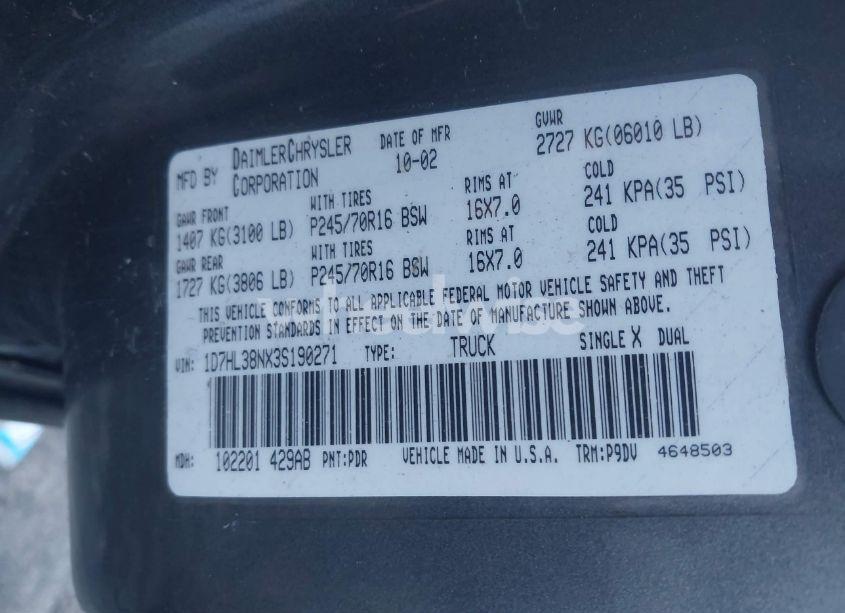 MFD BY DAIMLERCHRYSLER CORPORATION DATE OF MFR 10-02 GVWR 2727 KG(06010 LB)
GAWR FRONT WITH TIRES RIMS AT COLD
1407 KG(3100 LB) P245/70R16 BSW 16X7.0 241 KPA(35 PSI)
GAWR REAR WITH TIRES RIMS AT COLD
1727 KG(3806 LB) P245/70R16 BSW 16X7.0 241 KPA(35 PSI)
THIS VEHICLE CONFORMS TO ALL APPLICABLE FEDERAL MOTOR VEHICLE SAFETY AND THEFT
PREVENTION STANDARDS IN EFFECT ON THE DATE OF MANUFACTURE SHOWN ABOVE.
VIN: 1D7HL38NX3S190271 TYPE: TRUCK SINGLE X DUAL
MDH: 102201 429AB PNT:PDR VEHICLE MADE IN U.S.A. TRM:P9DV 4648503